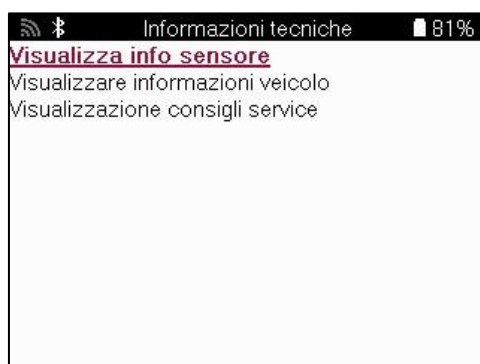 Informazioni tecniche 81%
Visualizza info sensore
Visualizzare informazioni veicolo
Visualizzazione consigli service